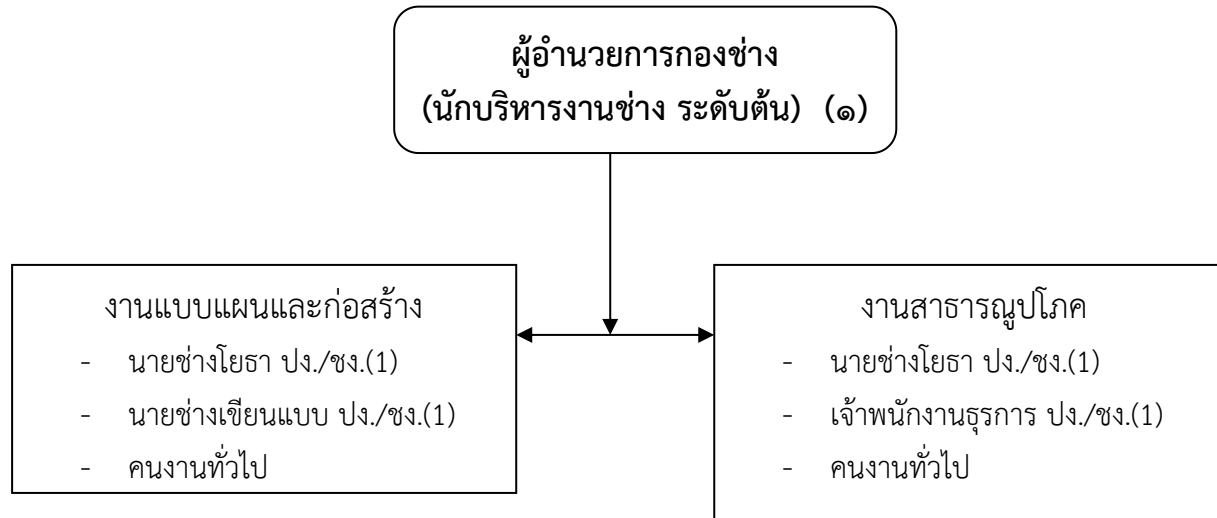 ผู้อำนวยการกองช่าง
(นักบริหารงานช่าง ระดับต้น) (๑)
งานแบบแผนและก่อสร้าง
- นายช่างโยธา ปง./ชง.(1)
- นายช่างเขียนแบบ ปง./ชง.(1)
- คนงานทั่วไป
งานสาธารณูปโภค
- นายช่างโยธา ปง./ชง.(1)
- เจ้าพนักงานธุรการ ปง./ชง.(1)
- คนงานทั่วไป